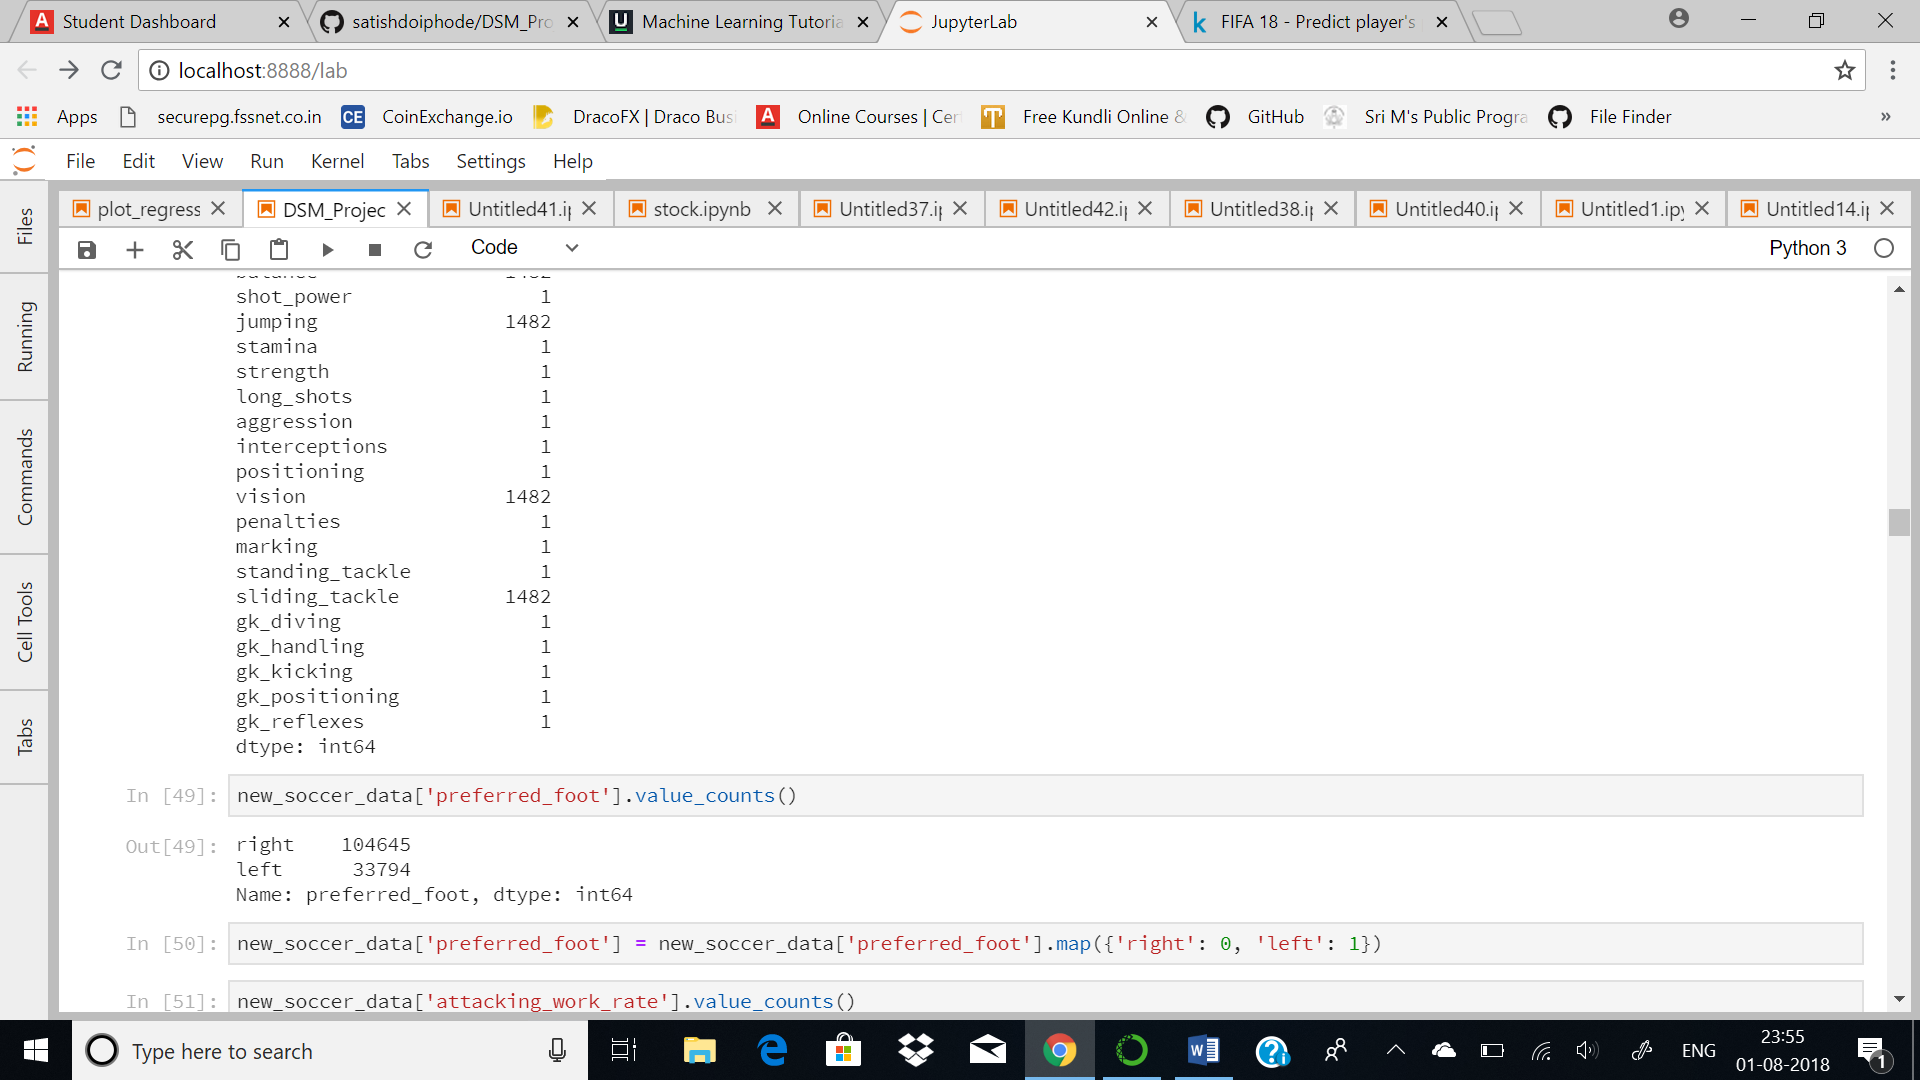 Student Dashboard
satishdoiphode/DSM_Pro
Machine Learning Tutoria
JupyterLab
FIFA 18 - Predict player's
localhost:8888/lab
Apps securepg.fssnet.co.in CE CoinExchange.io DracoFX | Draco Busi Online Courses | Cert Free Kundli Online & GitHub Sri M's Public Progra File Finder »
File Edit View Run Kernel Tabs Settings Help
plot_regress DSM_Projec Untitled41.i stock.ipynb Untitled37.i Untitled42.i Untitled38.i Untitled40.i Untitled1.ipy Untitled14.i
Code Python 3
Files
Running
Commands
Cell Tools
Tabs
shot_power 1
jumping 1482
stamina 1
strength 1
long_shots 1
aggression 1
interceptions 1
positioning 1
vision 1482
penalties 1
marking 1
standing_tackle 1
sliding_tackle 1482
gk_diving 1
gk_handling 1
gk_kicking 1
gk_positioning 1
gk_reflexes 1
dtype: int64
In [49]: new_soccer_data['preferred_foot'].value_counts()
Out[49]: right 104645
left 33794
Name: preferred_foot, dtype: int64
In [50]: new_soccer_data['preferred_foot'] = new_soccer_data['preferred_foot'].map({'right': 0, 'left': 1})
In [51]: new_soccer_data['attacking_work_rate'].value_counts()
Type here to search
ENG
23:55
01-08-2018
1